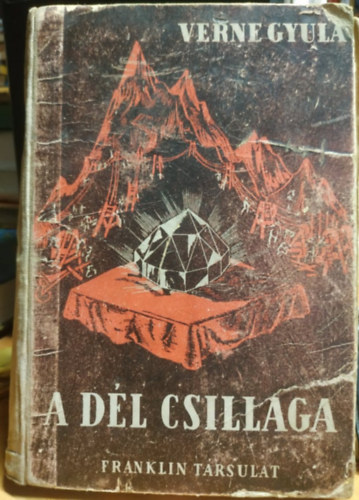 VERNE GYULA
A DÉL CSILLAGA
FRANKLIN TÁRSULAT